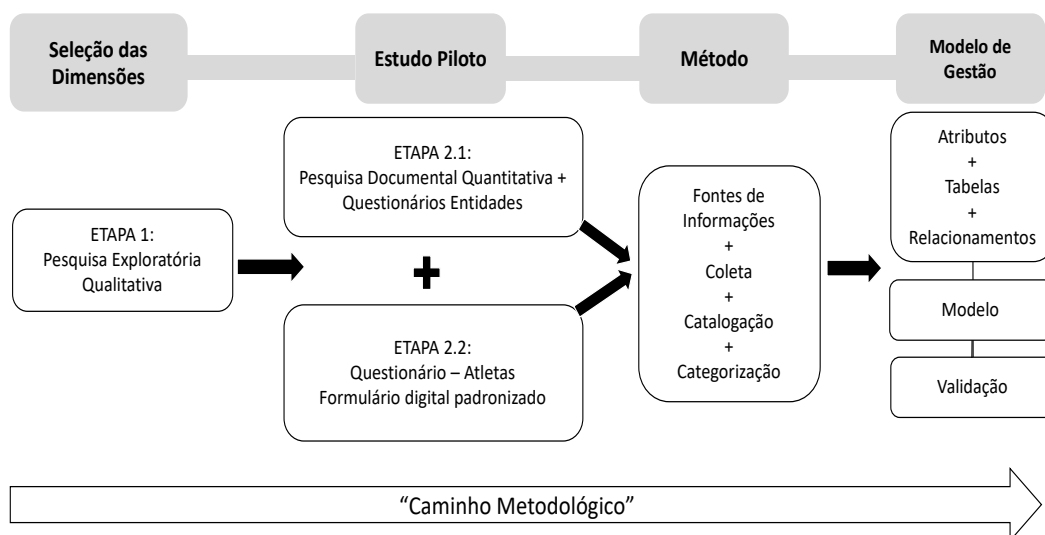 Seleção das
Dimensões
Estudo Piloto
Método
Modelo de
Gestão
ETAPA 1:
Pesquisa Exploratória
Qualitativa
ETAPA 2.1:
Pesquisa Documental Quantitativa +
Questionários Entidades
+
ETAPA 2.2:
Questionário – Atletas
Formulário digital padronizado
Fontes de
Informações
+
Coleta
+
Catalogação
+
Categorização
Atributos
+
Tabelas
+
Relacionamentos
Modelo
Validação
“Caminho Metodológico”